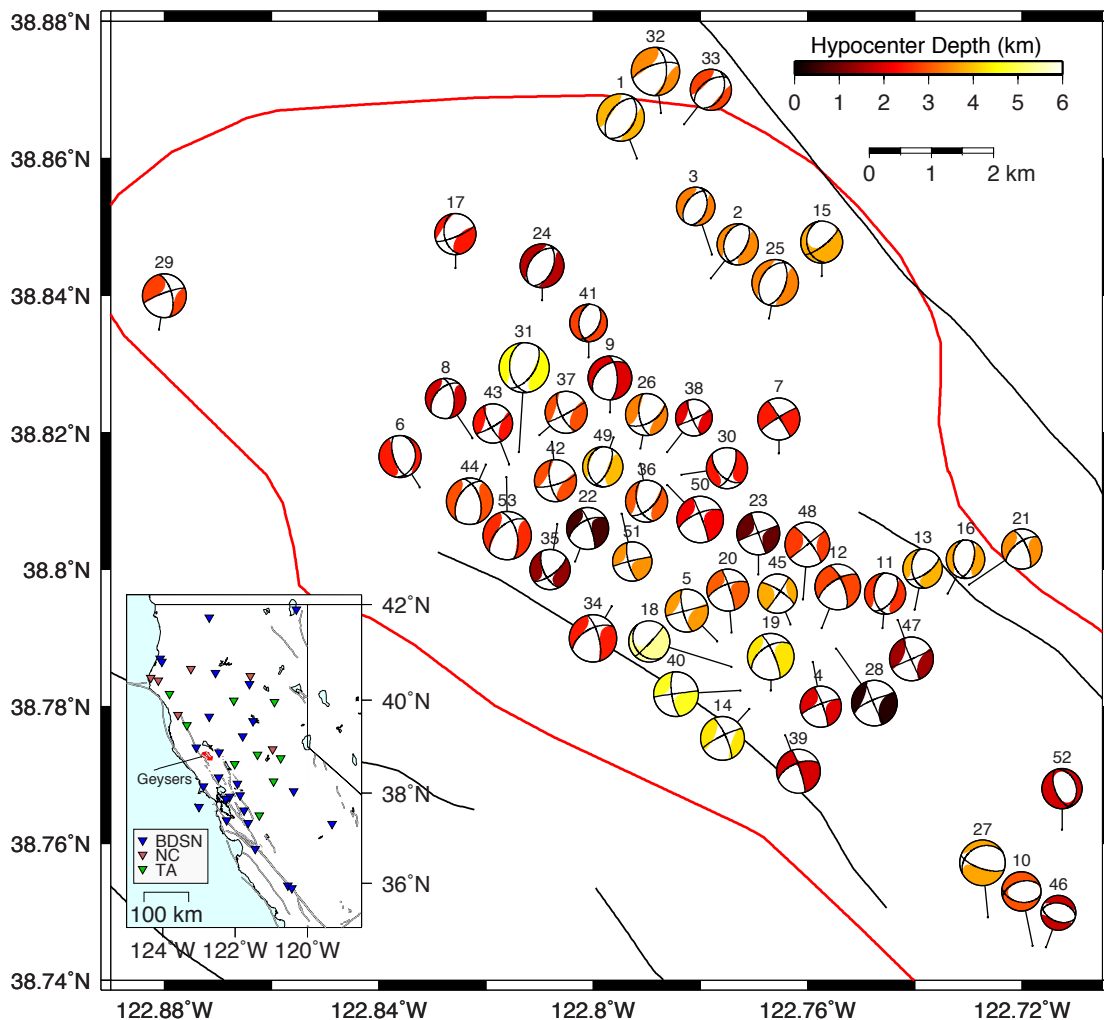 38.88°N
38.86°N
38.84°N
38.82°N
38.8°N
38.78°N
38.76°N
38.74°N
122.88°W
122.84°W
122.8°W
122.76°W
122.72°W
Hypocenter Depth (km)
0 1 2 3 4 5 6
0 1 2 km
32
33
1
3
2
15
25
17
24
29
41
31
9
8
43
37
26
38
7
6
49
30
44
42
36
50
53
22
23
48
35
51
21
16
13
20
45
12
11
5
34
18
19
47
40
28
4
14
39
52
27
10
46
42°N
40°N
38°N
36°N
Geysers
BDSN
NC
TA
100 km
124°W 122°W 120°W